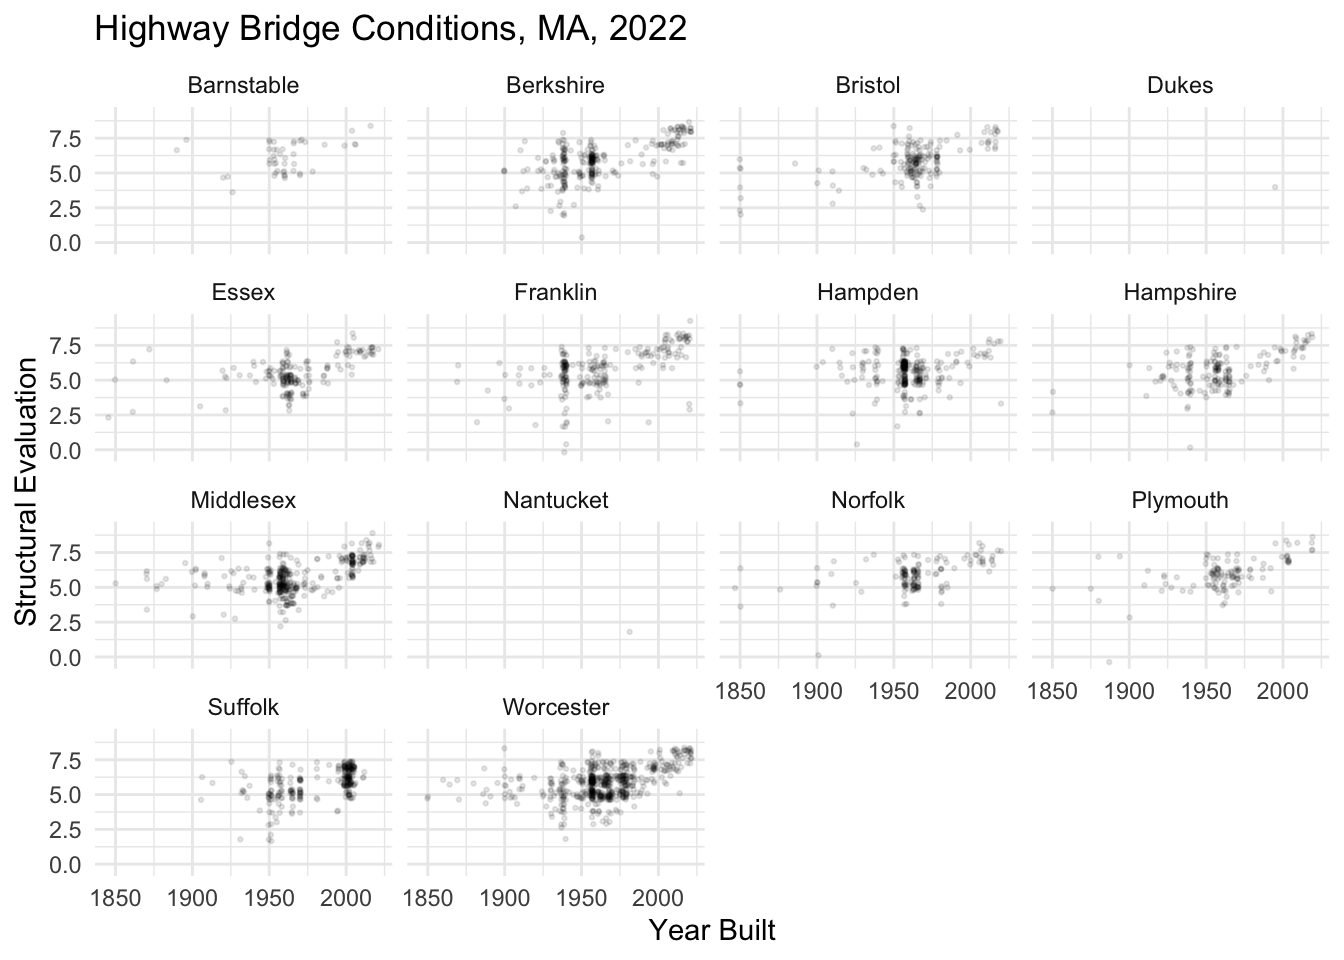 Highway Bridge Conditions, MA, 2022
Barnstable Berkshire Bristol Dukes
7.5
5.0
2.5
0.0
Essex Franklin Hampden Hampshire
7.5
5.0
2.5
0.0
Structural Evaluation
Middlesex Nantucket Norfolk Plymouth
7.5
5.0
2.5
0.0
1850 1900 1950 2000 1850 1900 1950 2000
Suffolk Worcester
7.5
5.0
2.5
0.0
1850 1900 1950 2000 1850 1900 1950 2000
Year Built